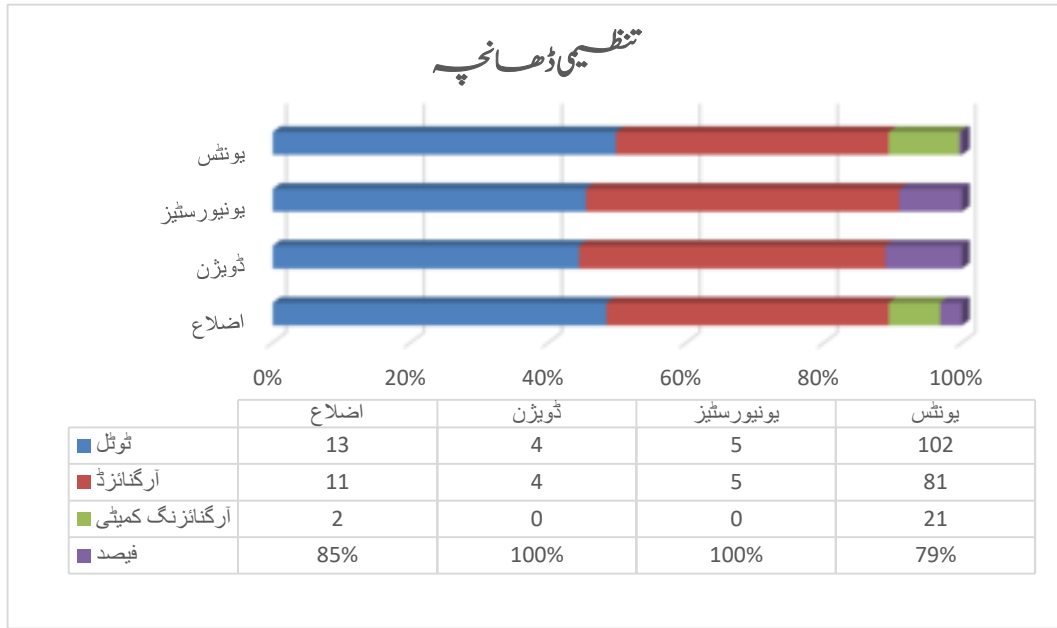 تنظیمی ڈھانچہ
یونٹس
یونیورسٹیز
ڈویژن
اضلاع
0% 20% 40% 60% 80% 100%
اضلاع ڈویژن یونیورسٹیز یونٹس
ٹوٹل 13 4 5 102
آرگنائزڈ 11 4 5 81
آرگنائزنگ کمیٹی 2 0 0 21
فیصد 85% 100% 100% 79%